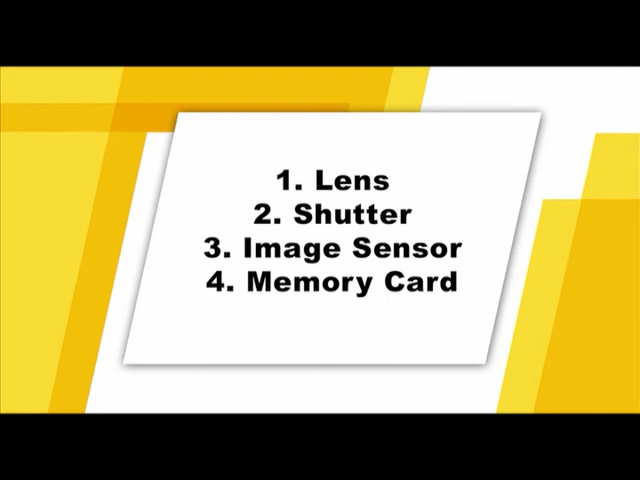 1. Lens
2. Shutter
3. Image Sensor
4. Memory Card